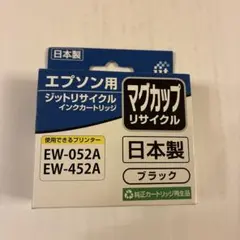 日本製
エプソン用
ジットリサイクル
インクカートリッジ
マグカップ
リサイクル
使用できるプリンター
EW-052A
EW-452A
日本製
ブラック
純正カートリッジ再生品